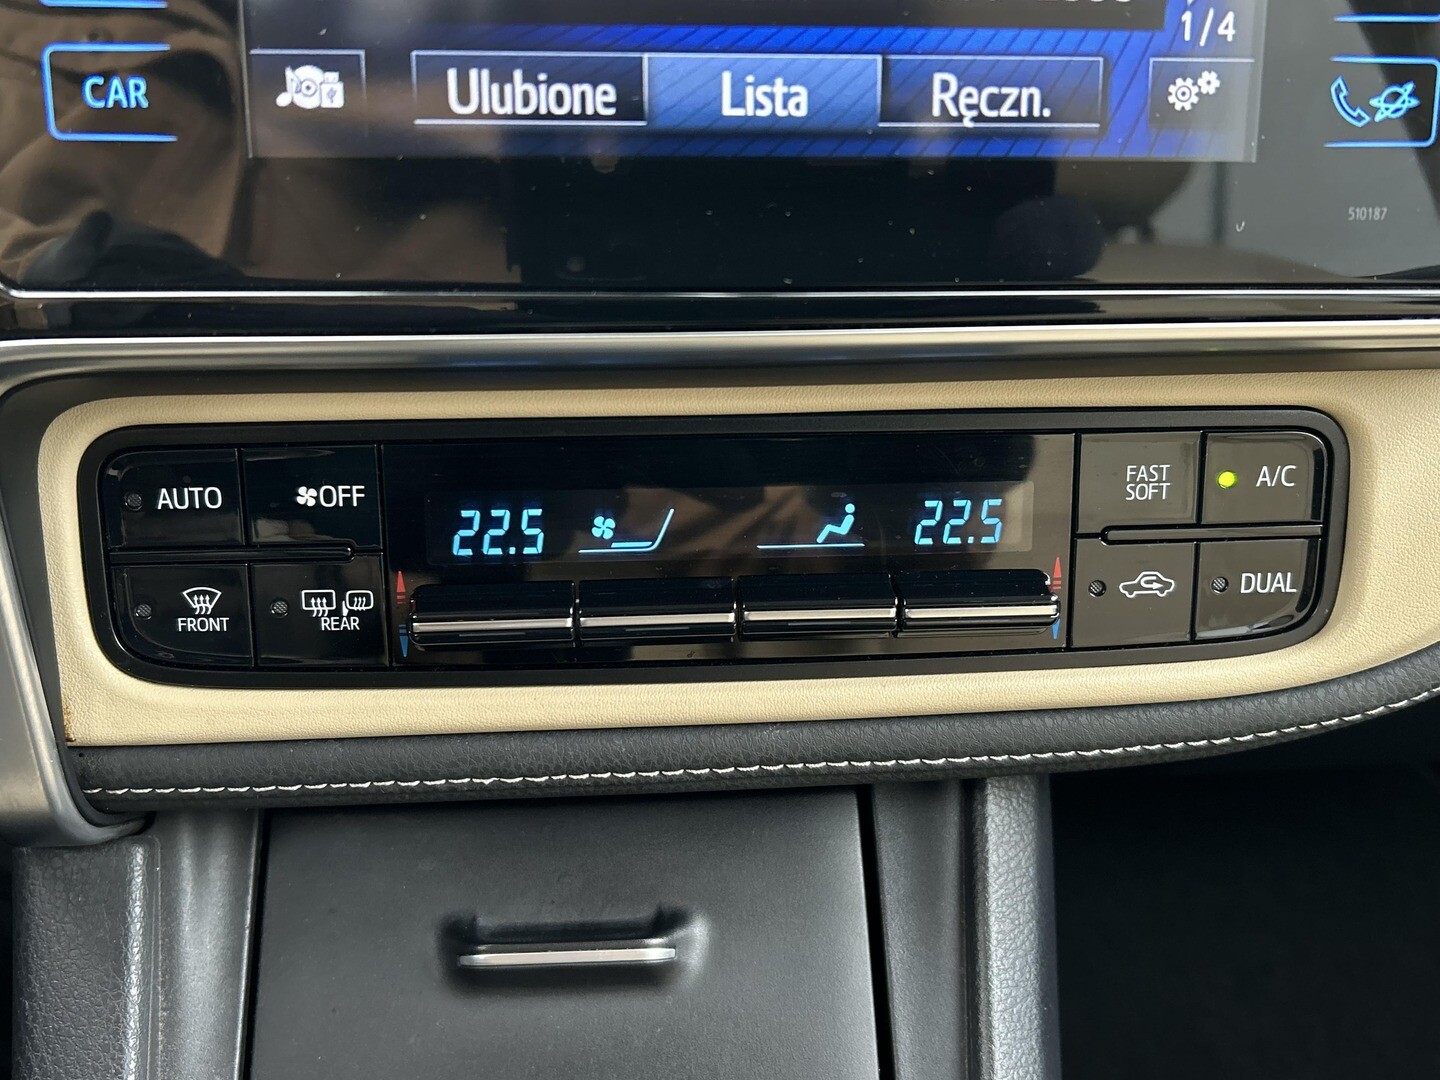 1/4
CAR
Ulubione
Lista
Ręczn.
510187
AUTO
OFF
22.5
22.5
FAST
SOFT
A/C
FRONT
REAR
DUAL